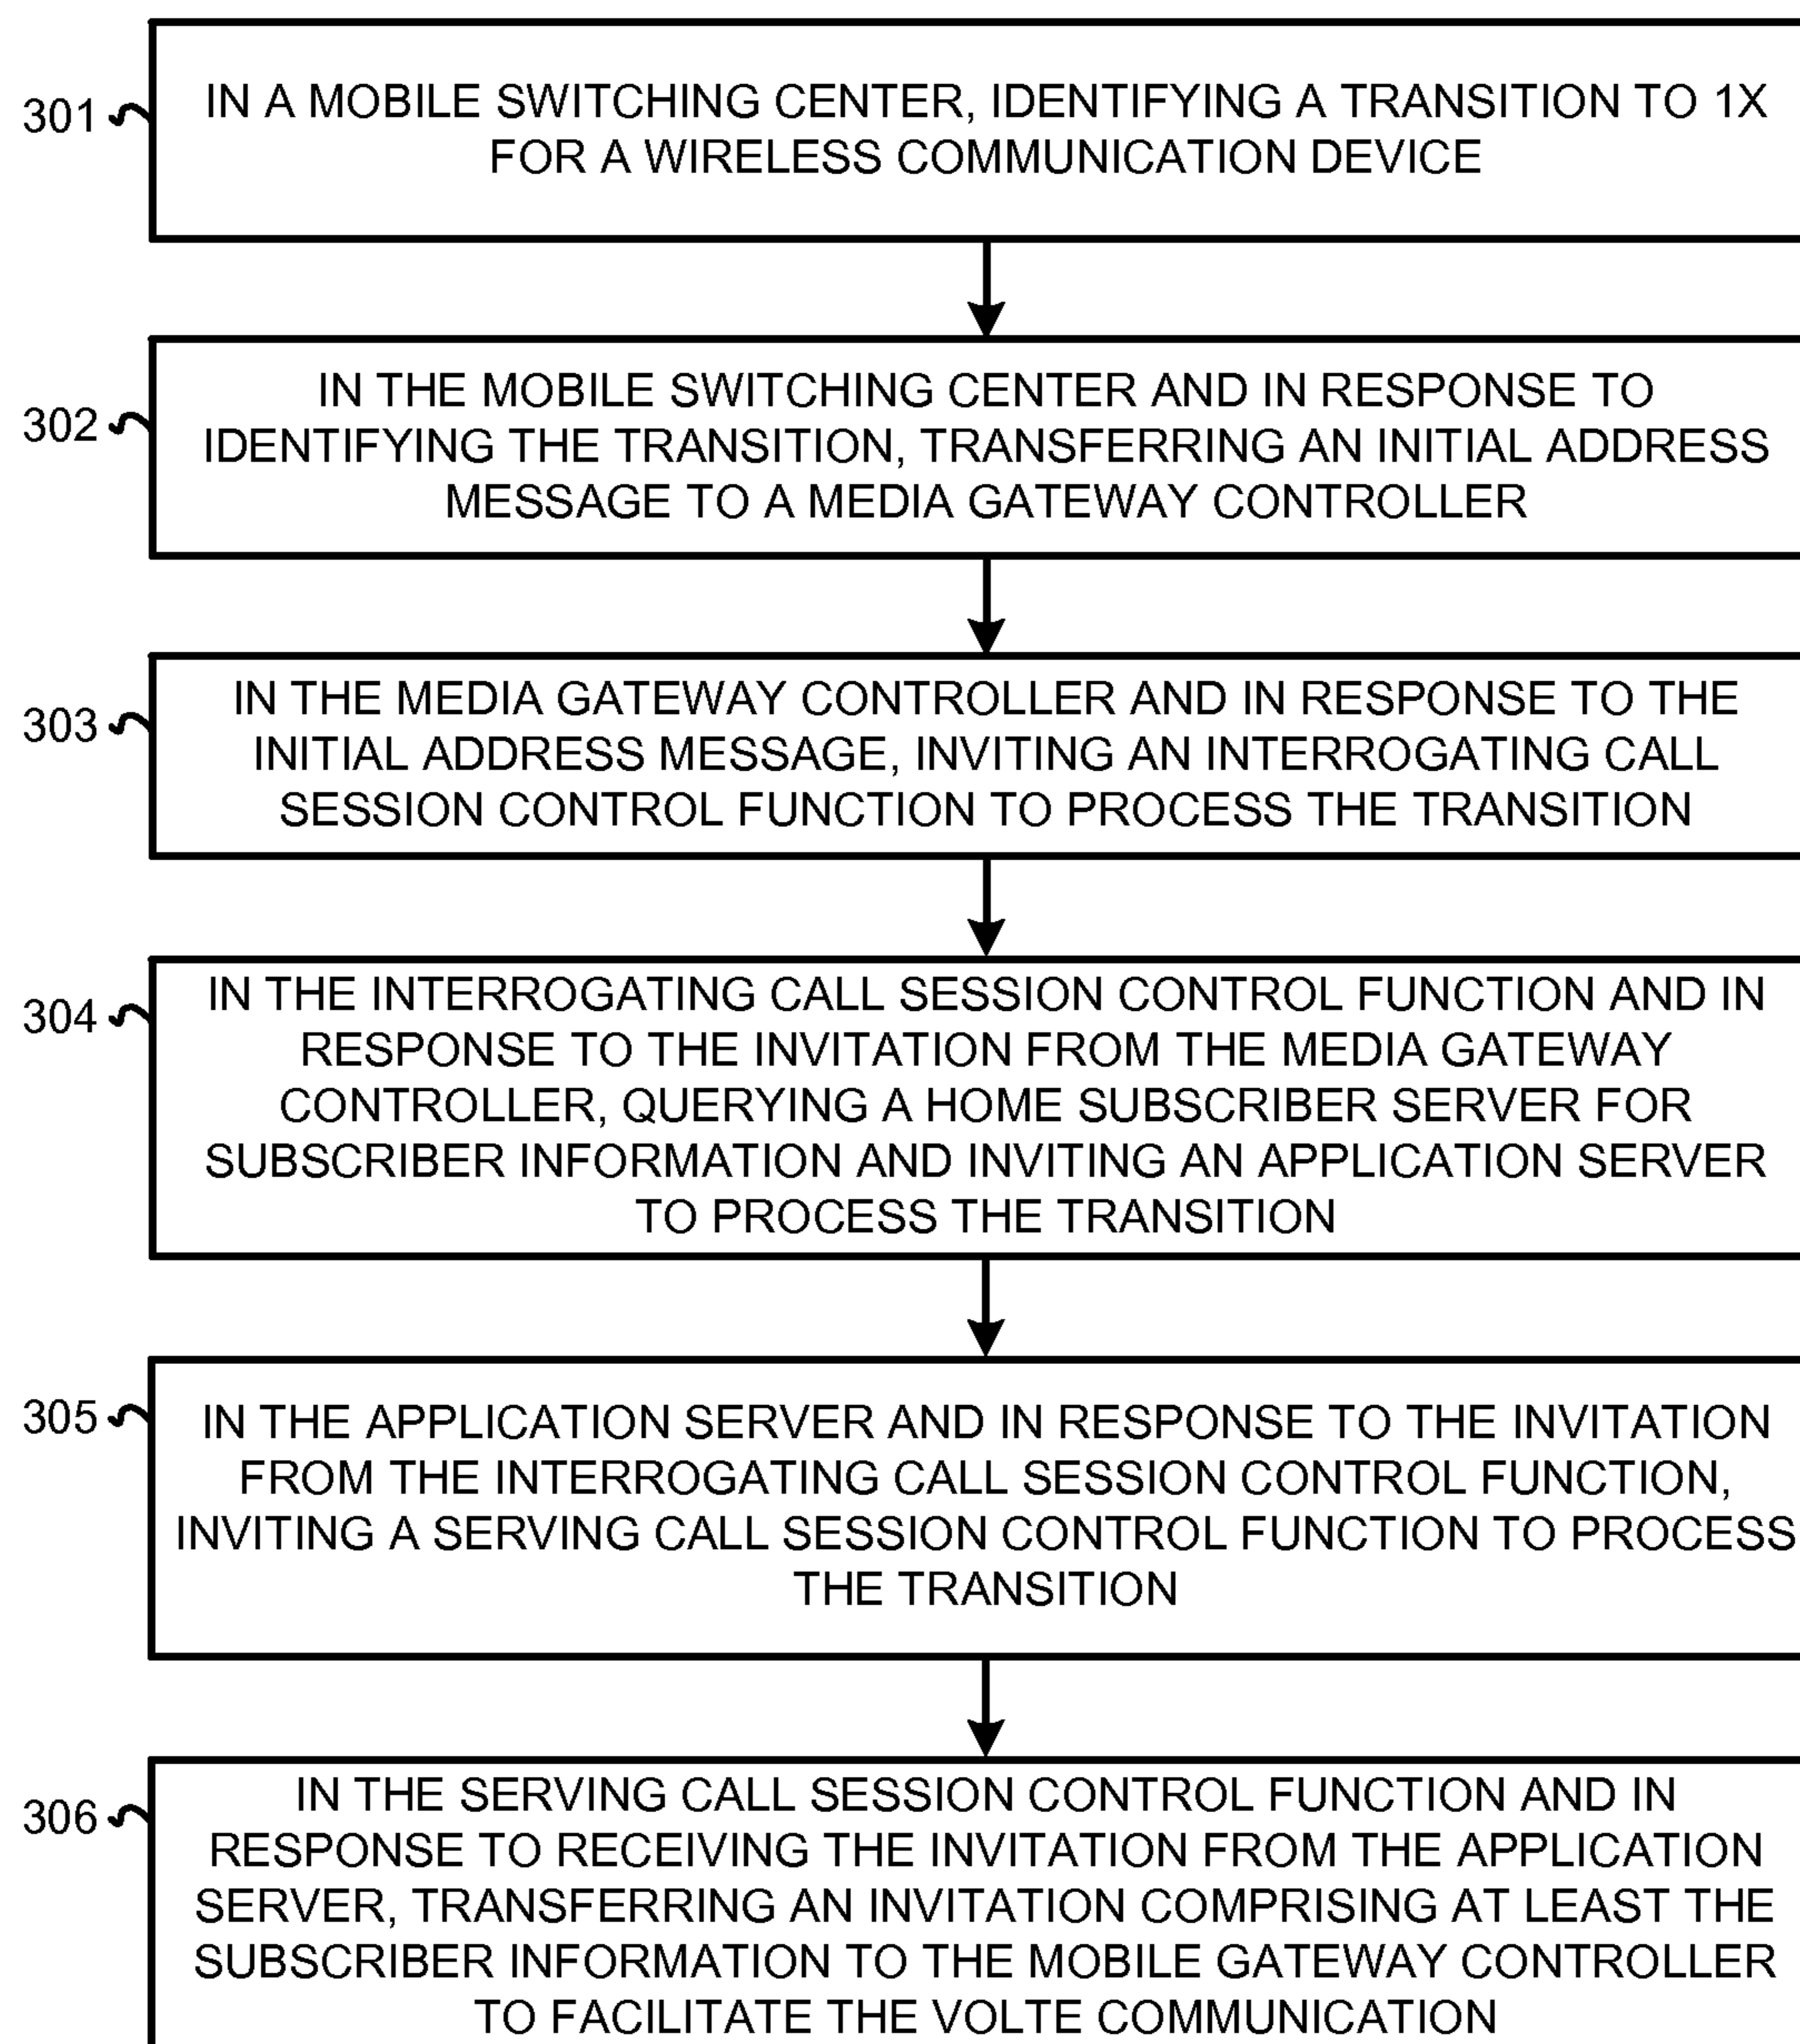 301
IN A MOBILE SWITCHING CENTER, IDENTIFYING A TRANSITION TO 1X
FOR A WIRELESS COMMUNICATION DEVICE
302
IN THE MOBILE SWITCHING CENTER AND IN RESPONSE TO
IDENTIFYING THE TRANSITION, TRANSFERRING AN INITIAL ADDRESS
MESSAGE TO A MEDIA GATEWAY CONTROLLER
303
IN THE MEDIA GATEWAY CONTROLLER AND IN RESPONSE TO THE
INITIAL ADDRESS MESSAGE, INVITING AN INTERROGATING CALL
SESSION CONTROL FUNCTION TO PROCESS THE TRANSITION
304
IN THE INTERROGATING CALL SESSION CONTROL FUNCTION AND IN
RESPONSE TO THE INVITATION FROM THE MEDIA GATEWAY
CONTROLLER, QUERYING A HOME SUBSCRIBER SERVER FOR
SUBSCRIBER INFORMATION AND INVITING AN APPLICATION SERVER
TO PROCESS THE TRANSITION
305
IN THE APPLICATION SERVER AND IN RESPONSE TO THE INVITATION
FROM THE INTERROGATING CALL SESSION CONTROL FUNCTION,
INVITING A SERVING CALL SESSION CONTROL FUNCTION TO PROCESS
THE TRANSITION
306
IN THE SERVING CALL SESSION CONTROL FUNCTION AND IN
RESPONSE TO RECEIVING THE INVITATION FROM THE APPLICATION
SERVER, TRANSFERRING AN INVITATION COMPRISING AT LEAST THE
SUBSCRIBER INFORMATION TO THE MOBILE GATEWAY CONTROLLER
TO FACILITATE THE VOLTE COMMUNICATION